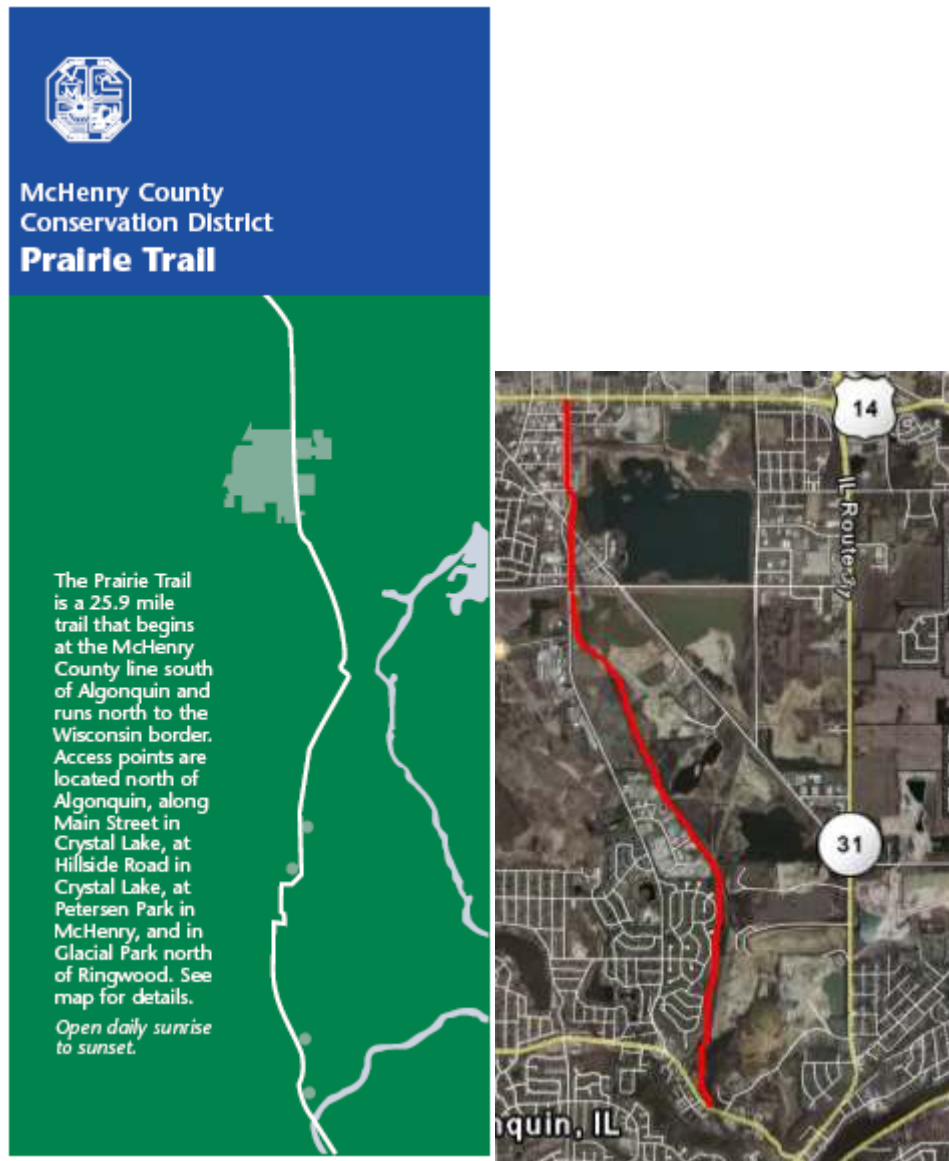 McHenry County
Conservation District
Prairie Trail
The Prairie Trail
is a 25.9 mile
trail that begins
at the McHenry
County line south
of Algonquin and
runs north to the
Wisconsin border.
Access points are
located north of
Algonquin, along
Main Street in
Crystal Lake, at
Hillside Road in
Crystal Lake, at
Petersen Park in
McHenry, and in
Glacial Park north
of Ringwood. See
map for details.
Open daily sunrise
to sunset.
14
IL Route 31
31
nquin, IL